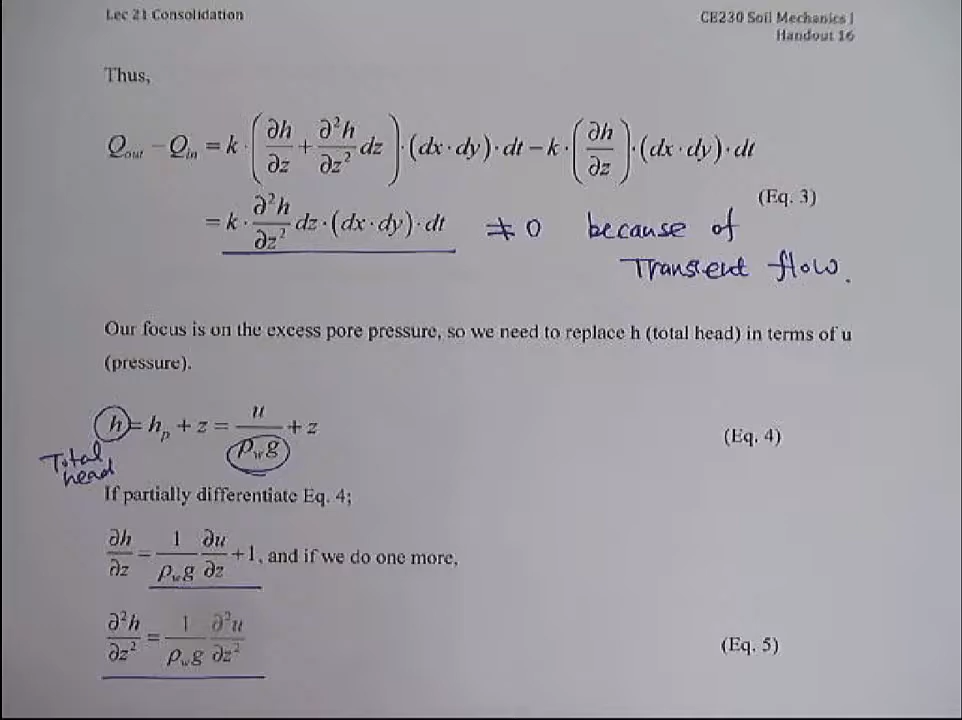 Lec 21 Consolidation
CE230 Soil Mechanics I
Handout 16
Thus,
Q_out − Q_in = k · (∂h/∂z + ∂²h/∂z² dz) · (dx · dy) · dt − k · (∂h/∂z) · (dx · dy) · dt
(Eq. 3)
= k · ∂²h/∂z² dz · (dx · dy) · dt ≠ 0 because of
Transient flow.
Our focus is on the excess pore pressure, so we need to replace h (total head) in terms of u
(pressure).
h = h_p + z = u/(ρ_w g) + z (Eq. 4)
Total
head
If partially differentiate Eq. 4;
∂h/∂z = 1/(ρ_w g) ∂u/∂z + 1, and if we do one more,
∂²h/∂z² = 1/(ρ_w g) ∂²u/∂z² (Eq. 5)